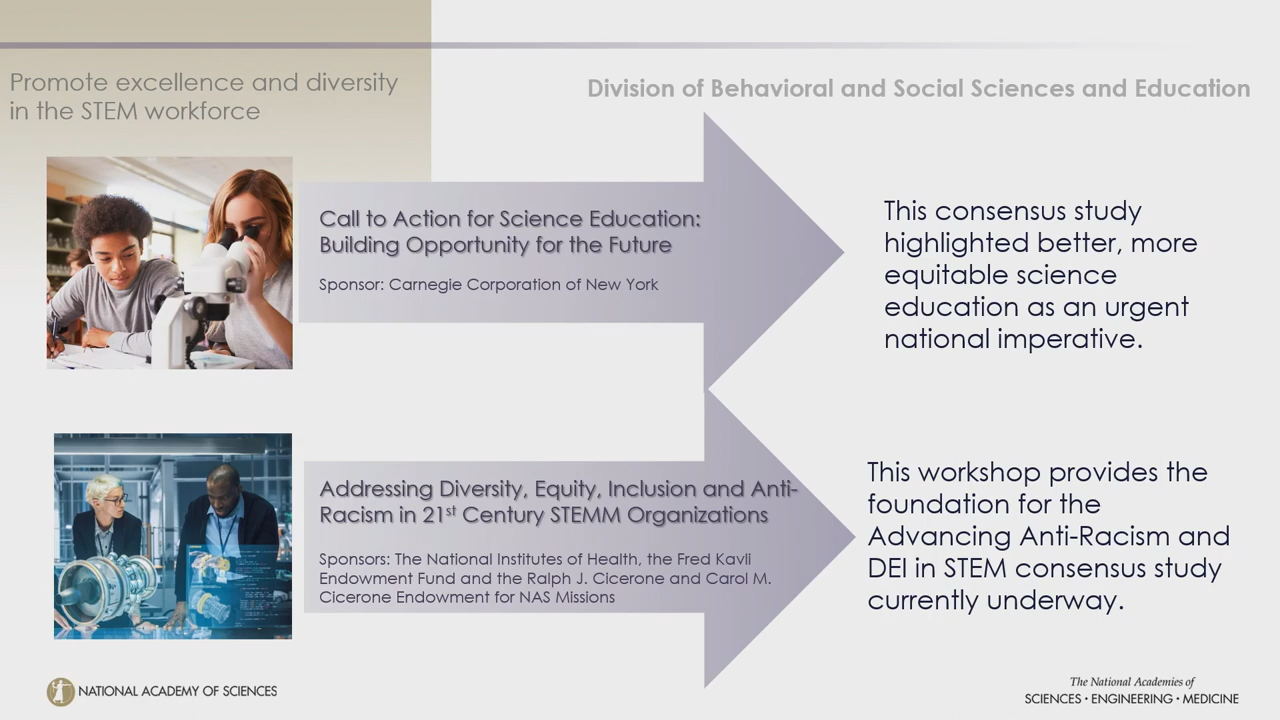 Promote excellence and diversity
in the STEM workforce
Division of Behavioral and Social Sciences and Education
Call to Action for Science Education:
Building Opportunity for the Future
Sponsor: Carnegie Corporation of New York
This consensus study
highlighted better, more
equitable science
education as an urgent
national imperative.
Addressing Diversity, Equity, Inclusion and Anti-
Racism in 21st Century STEMM Organizations
Sponsors: The National Institutes of Health, the Fred Kavli
Endowment Fund and the Ralph J. Cicerone and Carol M.
Cicerone Endowment for NAS Missions
This workshop provides the
foundation for the
Advancing Anti-Racism and
DEI in STEM consensus study
currently underway.
NATIONAL ACADEMY OF SCIENCES
The National Academies of
SCIENCES • ENGINEERING • MEDICINE